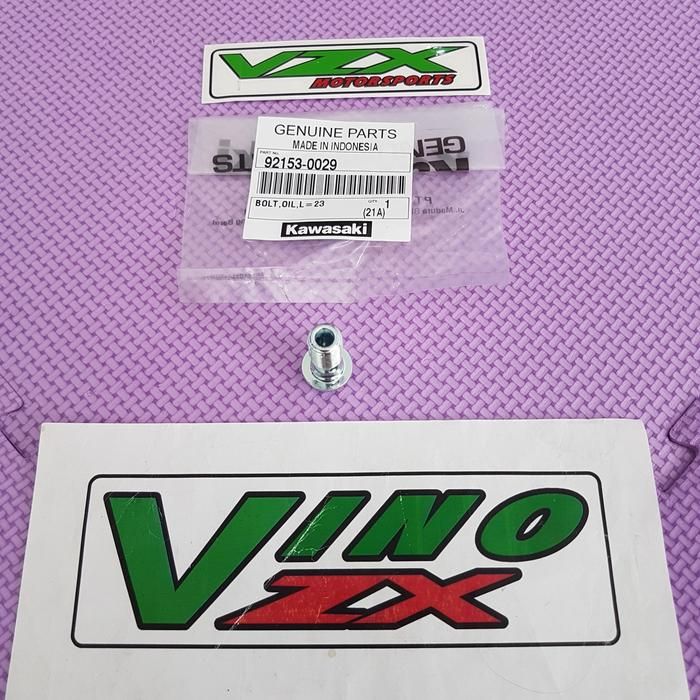 VZX
MOTORSPORTS
GENUINE PARTS
MADE IN INDONESIA
PART NO.
92153-0029
BOLT,OIL,L=23
QTY 1
(21A)
Kawasaki
VINO
ZX